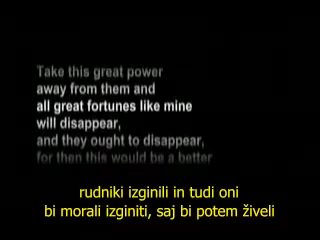 Take this great power
away from them and
all great fortunes like mine
will disappear,
and they ought to disappear,
for then this would be a better
rudniki izginili in tudi oni
bi morali izginiti, saj bi potem živeli